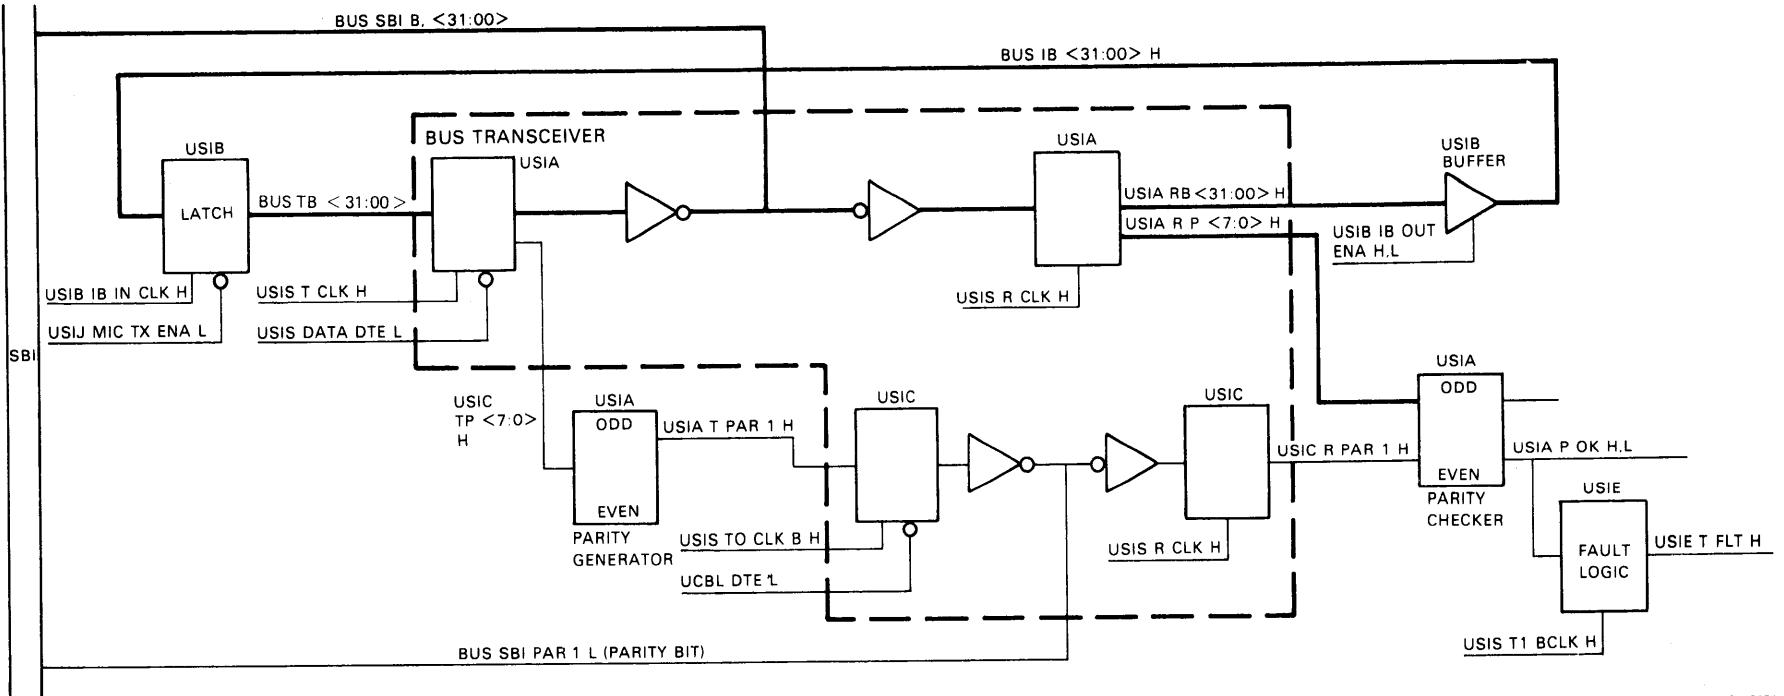 BUS SBI B, <31:00>
BUS IB <31:00> H
BUS TRANSCEIVER
USIB
LATCH
BUS TB <31:00>
USIA
USIA
USIA RB<31:00> H
USIA R P <7:0> H
USIB
BUFFER
USIB IB OUT
ENA H,L
USIB IB IN CLK H
USIJ MIC TX ENA L
USIS T CLK H
USIS DATA DTE L
USIS R CLK H
SBI
USIC
TP <7:0>
H
USIA
ODD
EVEN
PARITY
GENERATOR
USIA T PAR 1 H
USIC
USIS TO CLK B H
UCBL DTE L
USIC
USIS R CLK H
USIC R PAR 1 H
USIA
ODD
EVEN
PARITY
CHECKER
USIA P OK H,L
USIE
FAULT
LOGIC
USIE T FLT H
USIS T1 BCLK H
BUS SBI PAR 1 L (PARITY BIT)